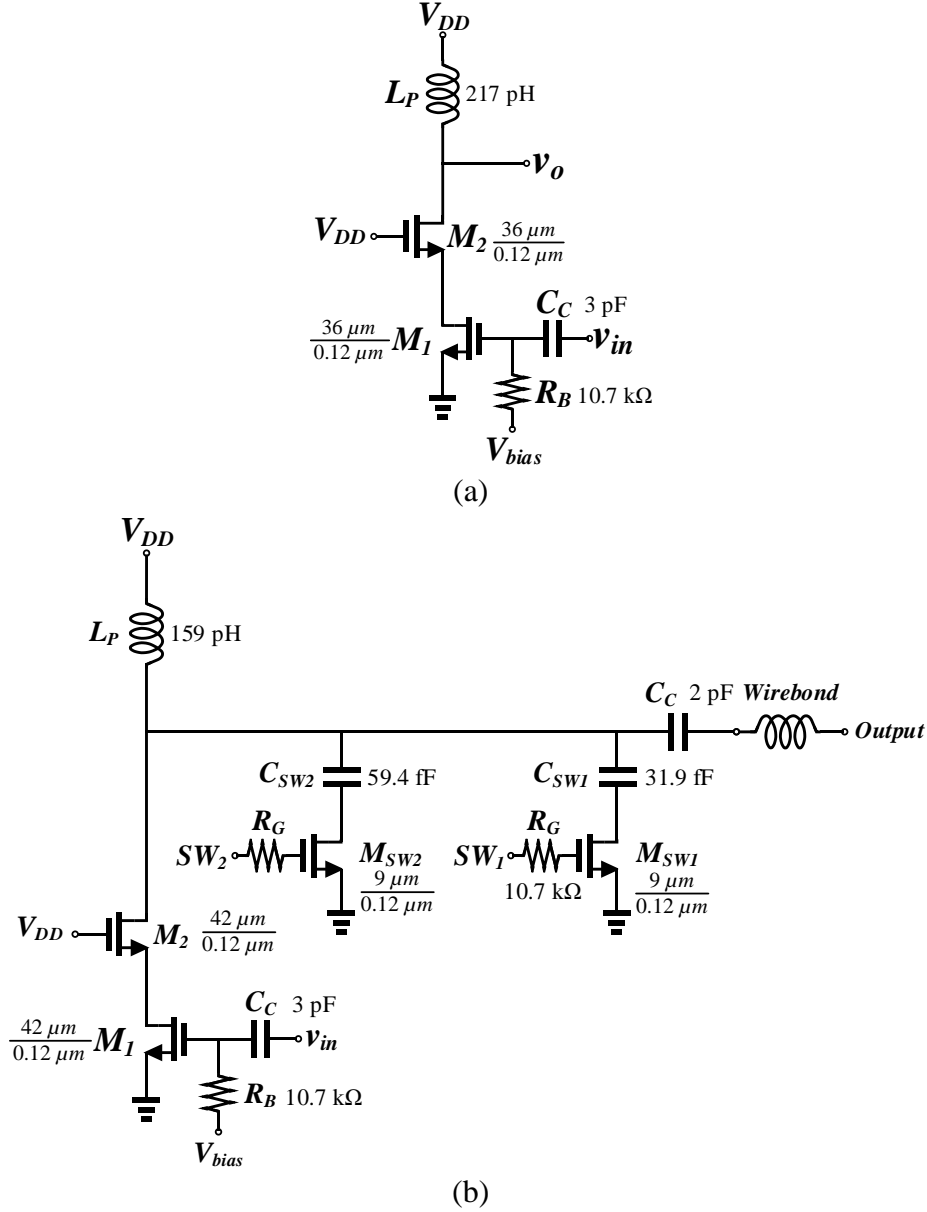 V_DD
L_P 217 pH
v_o
V_DD M_2 36 µm / 0.12 µm
C_C 3 pF
36 µm / 0.12 µm M_1 v_in
R_B 10.7 kΩ
V_bias
(a)
V_DD
L_P 159 pH
C_C 2 pF Wirebond
Output
C_SW2 59.4 fF C_SW1 31.9 fF
R_G R_G
SW_2 M_SW2 9 µm / 0.12 µm SW_1 10.7 kΩ M_SW1 9 µm / 0.12 µm
V_DD M_2 42 µm / 0.12 µm
C_C 3 pF
42 µm / 0.12 µm M_1 v_in
R_B 10.7 kΩ
V_bias
(b)